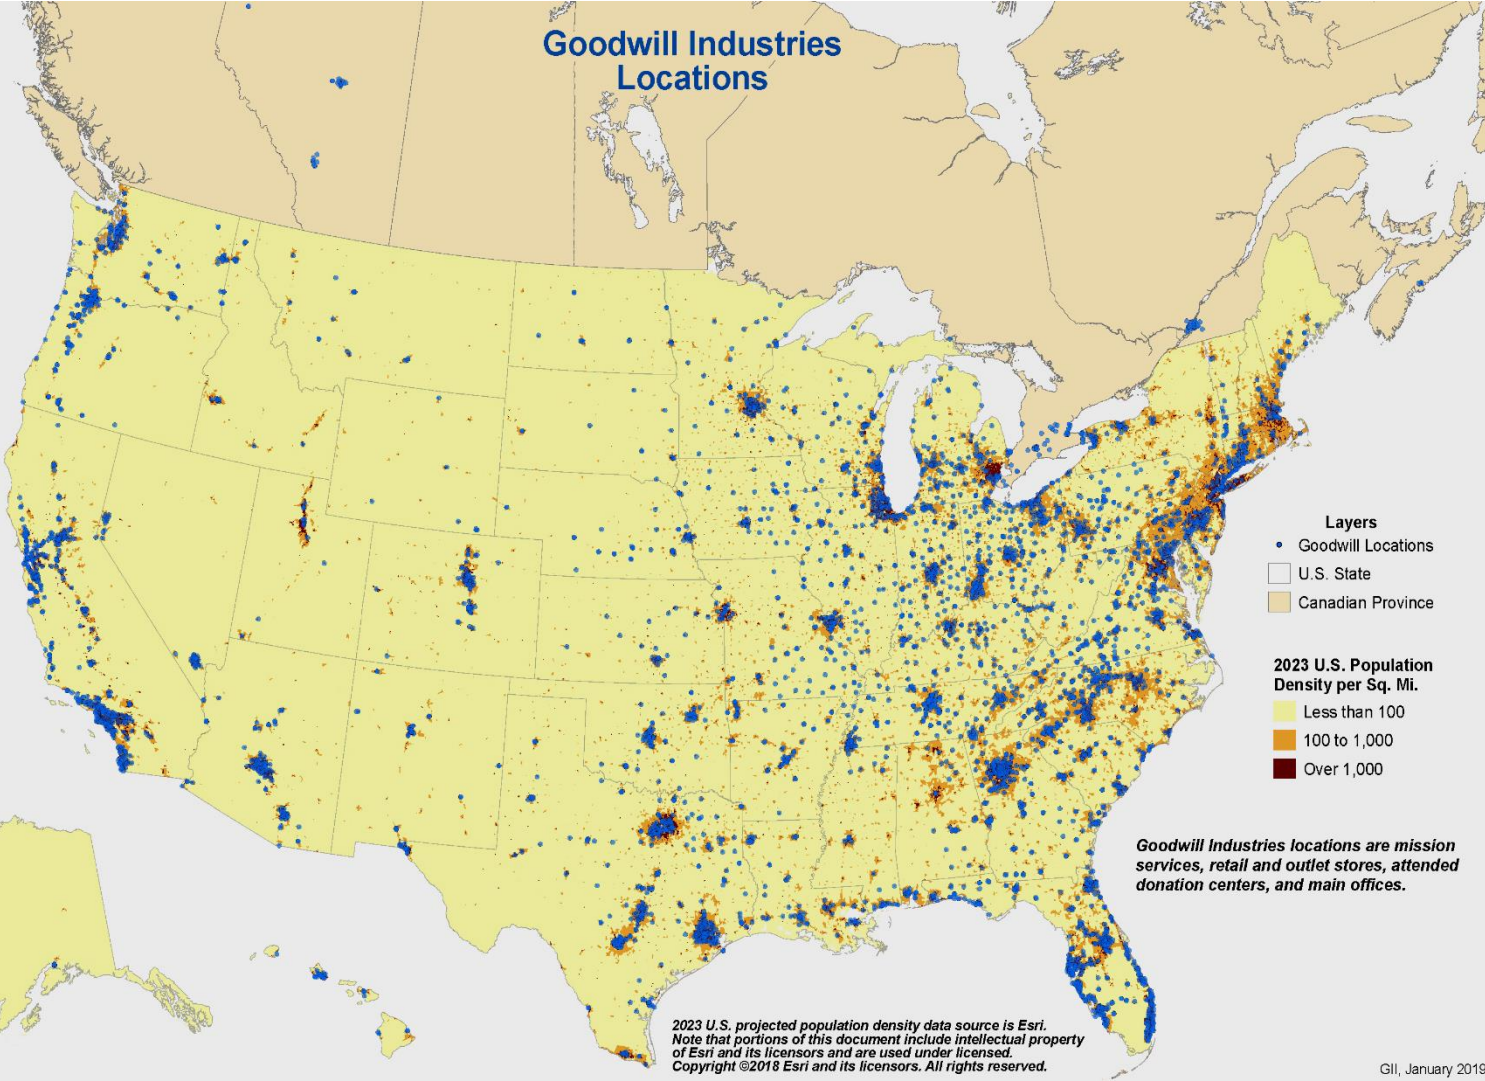 Goodwill Industries
Locations
Layers
Goodwill Locations
U.S. State
Canadian Province
2023 U.S. Population
Density per Sq. Mi.
Less than 100
100 to 1,000
Over 1,000
Goodwill Industries locations are mission
services, retail and outlet stores, attended
donation centers, and main offices.
2023 U.S. projected population density data source is Esri.
Note that portions of this document include intellectual property
of Esri and its licensors and are used under licensed.
Copyright ©2018 Esri and its licensors. All rights reserved.
GII, January 2019